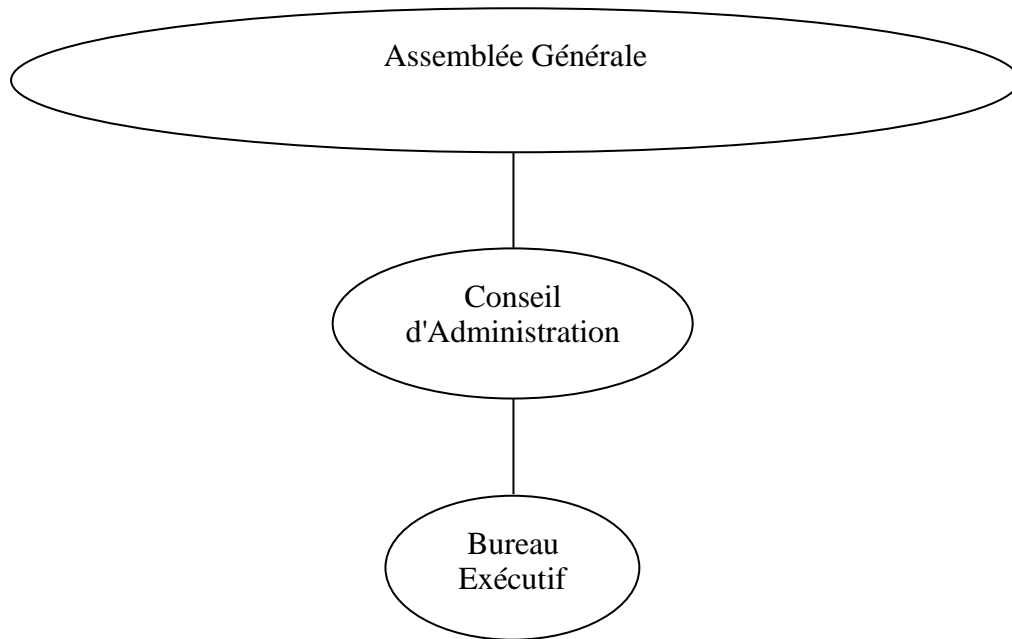 Assemblée Générale
Conseil
d'Administration
Bureau
Exécutif